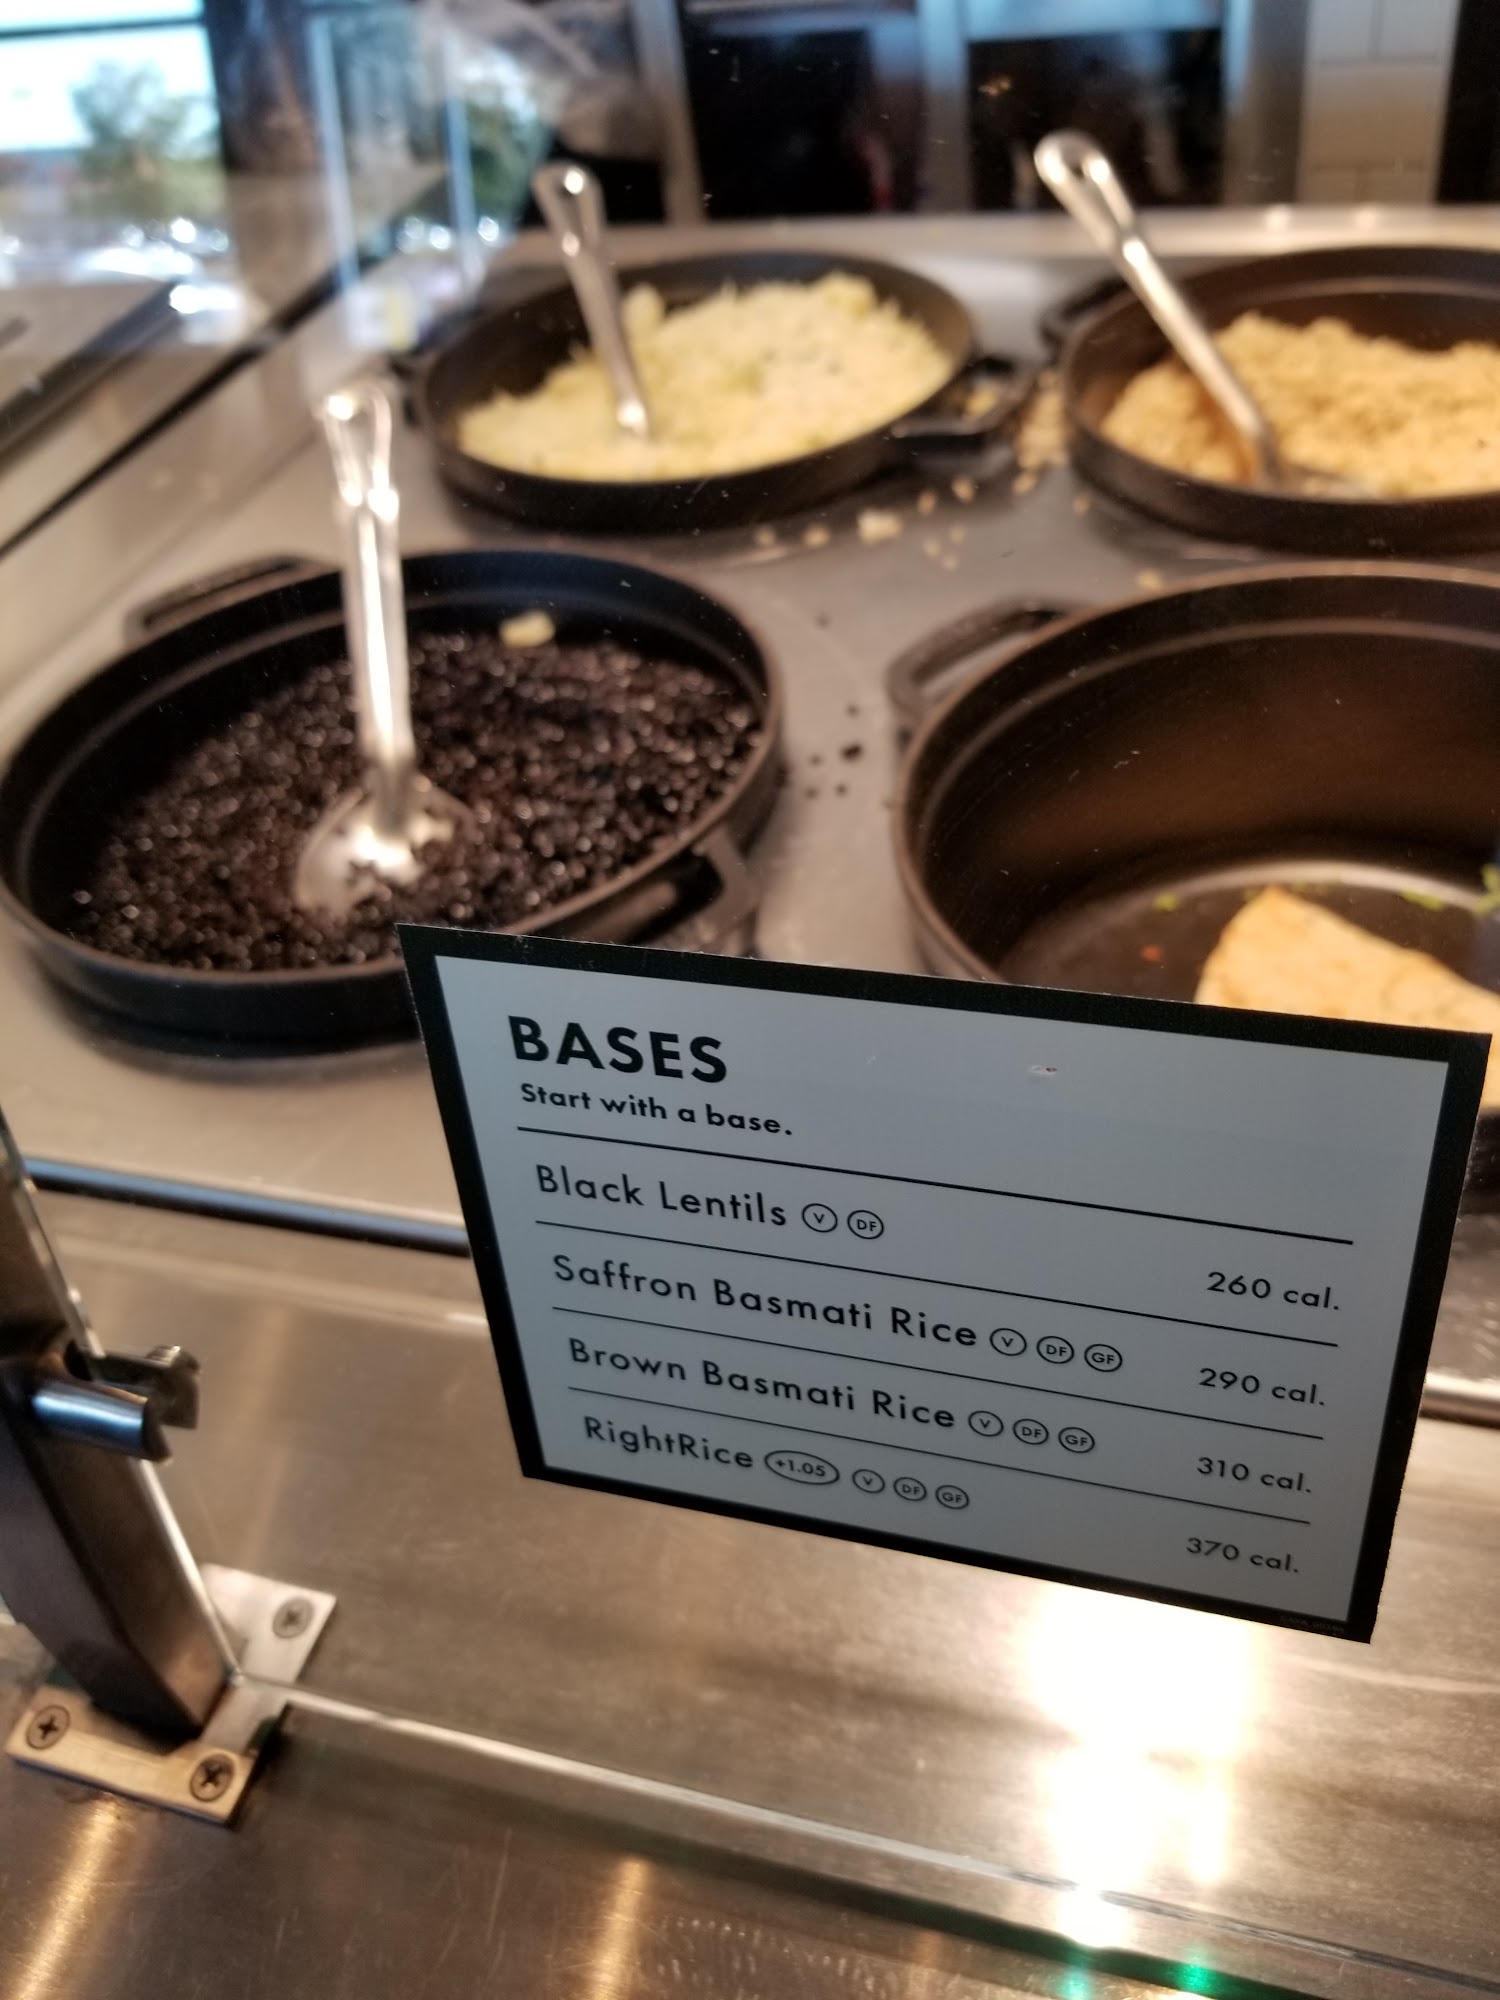 BASES
Start with a base.
Black Lentils V DF 260 cal.
Saffron Basmati Rice V DF GF 290 cal.
Brown Basmati Rice V DF GF 310 cal.
RightRice +1.05 V DF GF 370 cal.